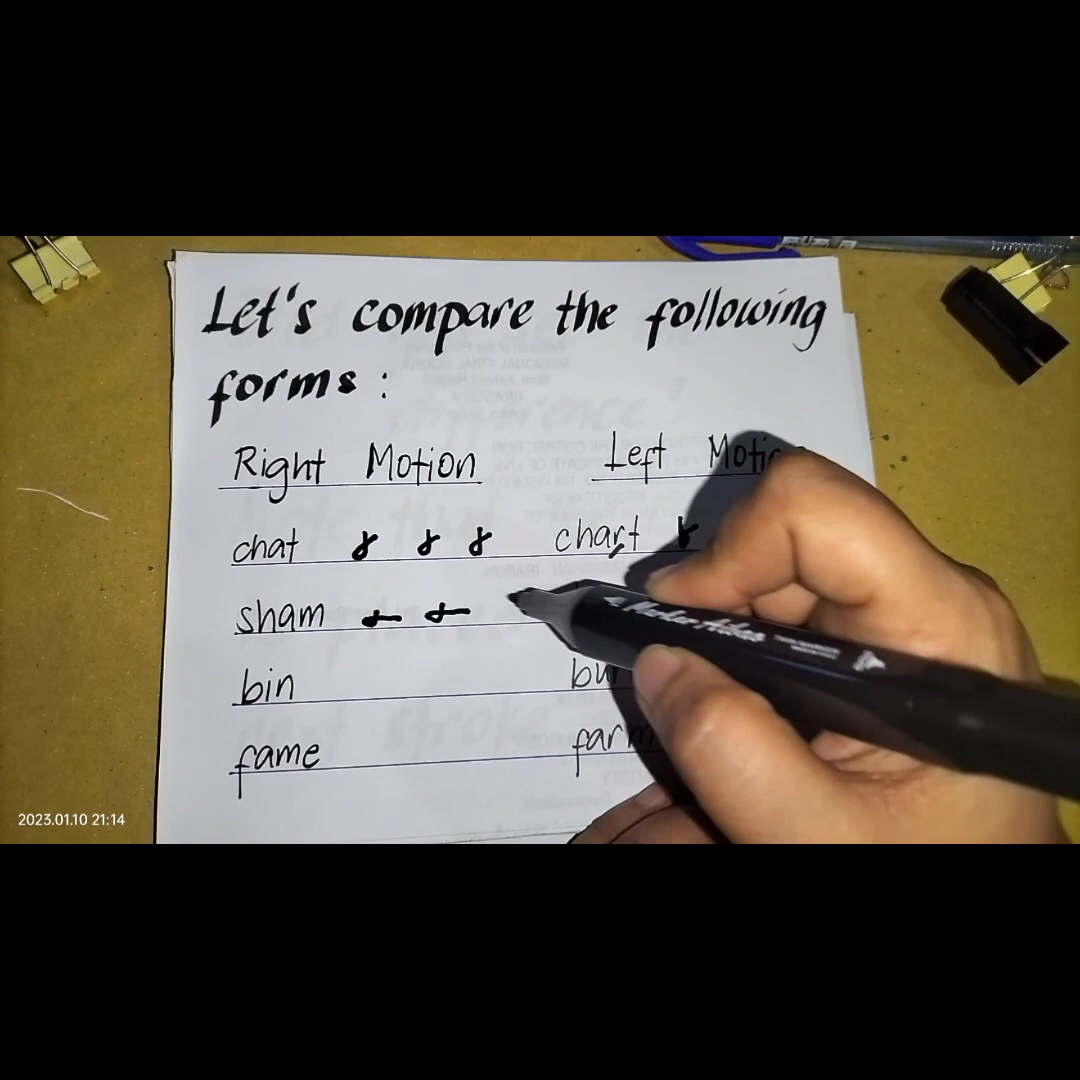 Let's compare the following
forms:
Right Motion Left
chat chart
sham
bin
fame farm
2023.01.10 21:14